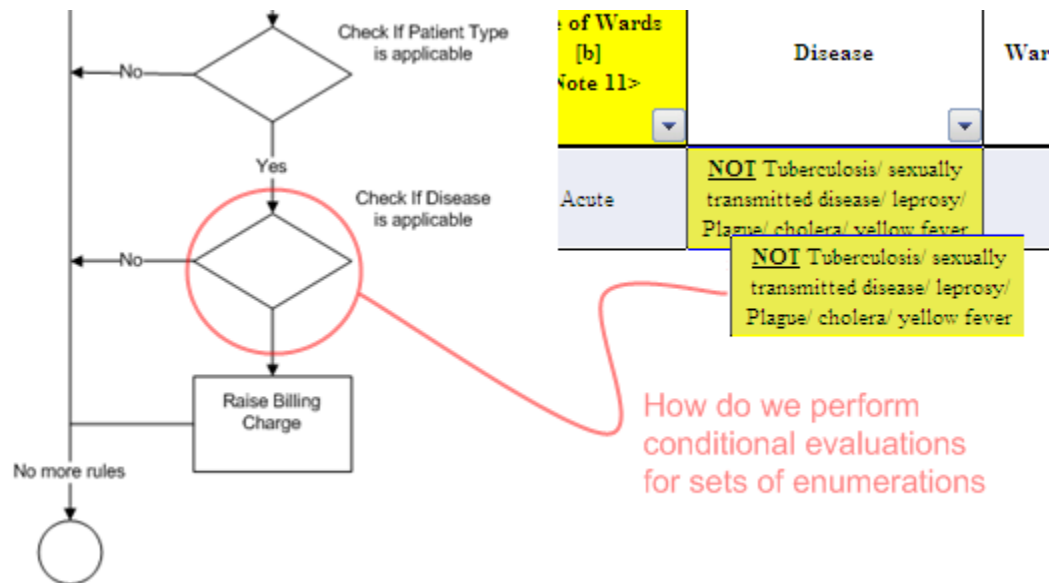 Check If Patient Type
is applicable
No
Yes
Check If Disease
is applicable
No
Raise Billing
Charge
No more rules
of Wards
[b]
Note 11>
Disease
War
Acute
NOT Tuberculosis/ sexually
transmitted disease/ leprosy/
Plague/ cholera/ yellow fever
NOT Tuberculosis/ sexually
transmitted disease/ leprosy/
Plague/ cholera/ yellow fever
How do we perform
conditional evaluations
for sets of enumerations